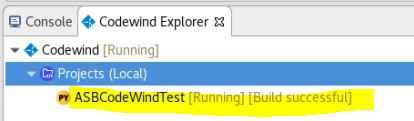 Console Codewind Explorer
Codewind [Running]
Projects (Local)
PY ASBCodeWindTest [Running] [Build successful]